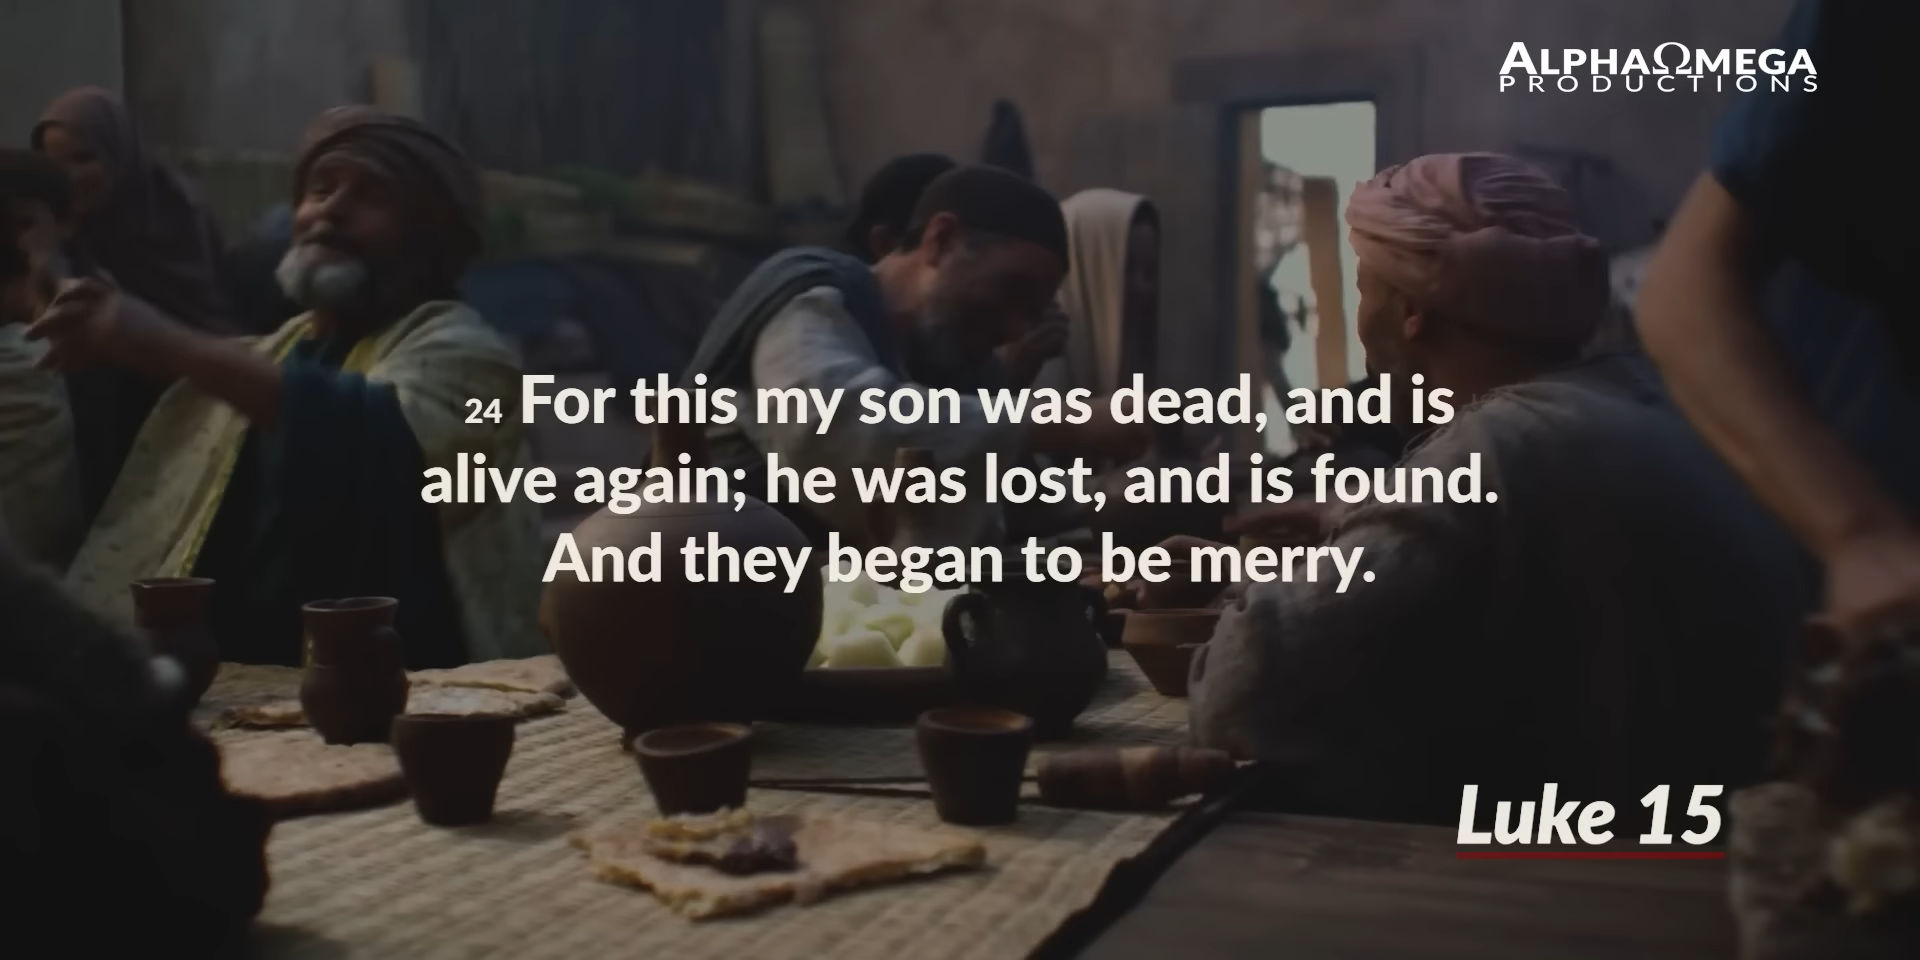 ALPHAΩMEGA
PRODUCTIONS
24 For this my son was dead, and is
alive again; he was lost, and is found.
And they began to be merry.
Luke 15